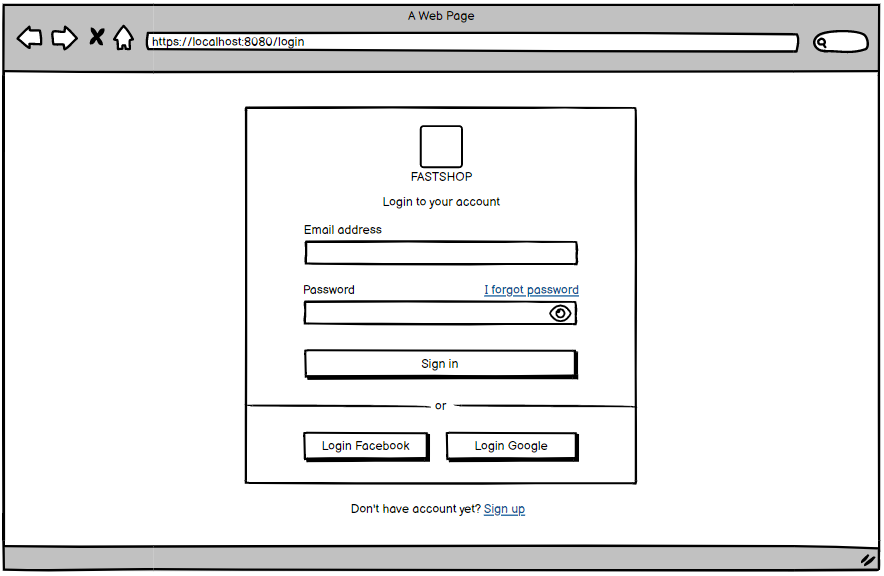 A Web Page
https://localhost:8080/login
FASTSHOP
Login to your account
Email address
Password I forgot password
Sign in
or
Login Facebook Login Google
Don't have account yet? Sign up